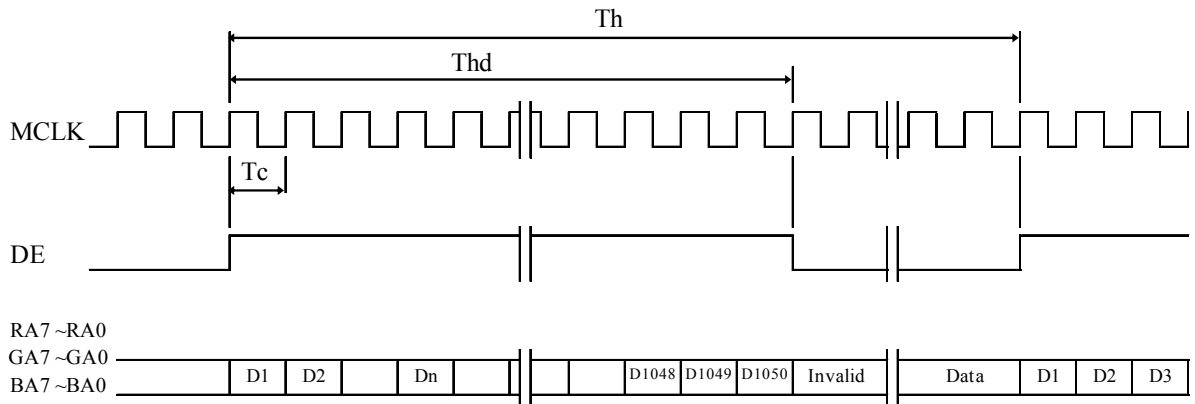 Th
Thd
MCLK
Tc
DE
RA7 ~RA0
GA7 ~GA0
BA7 ~BA0
D1 D2 Dn D1048 D1049 D1050 Invalid Data D1 D2 D3